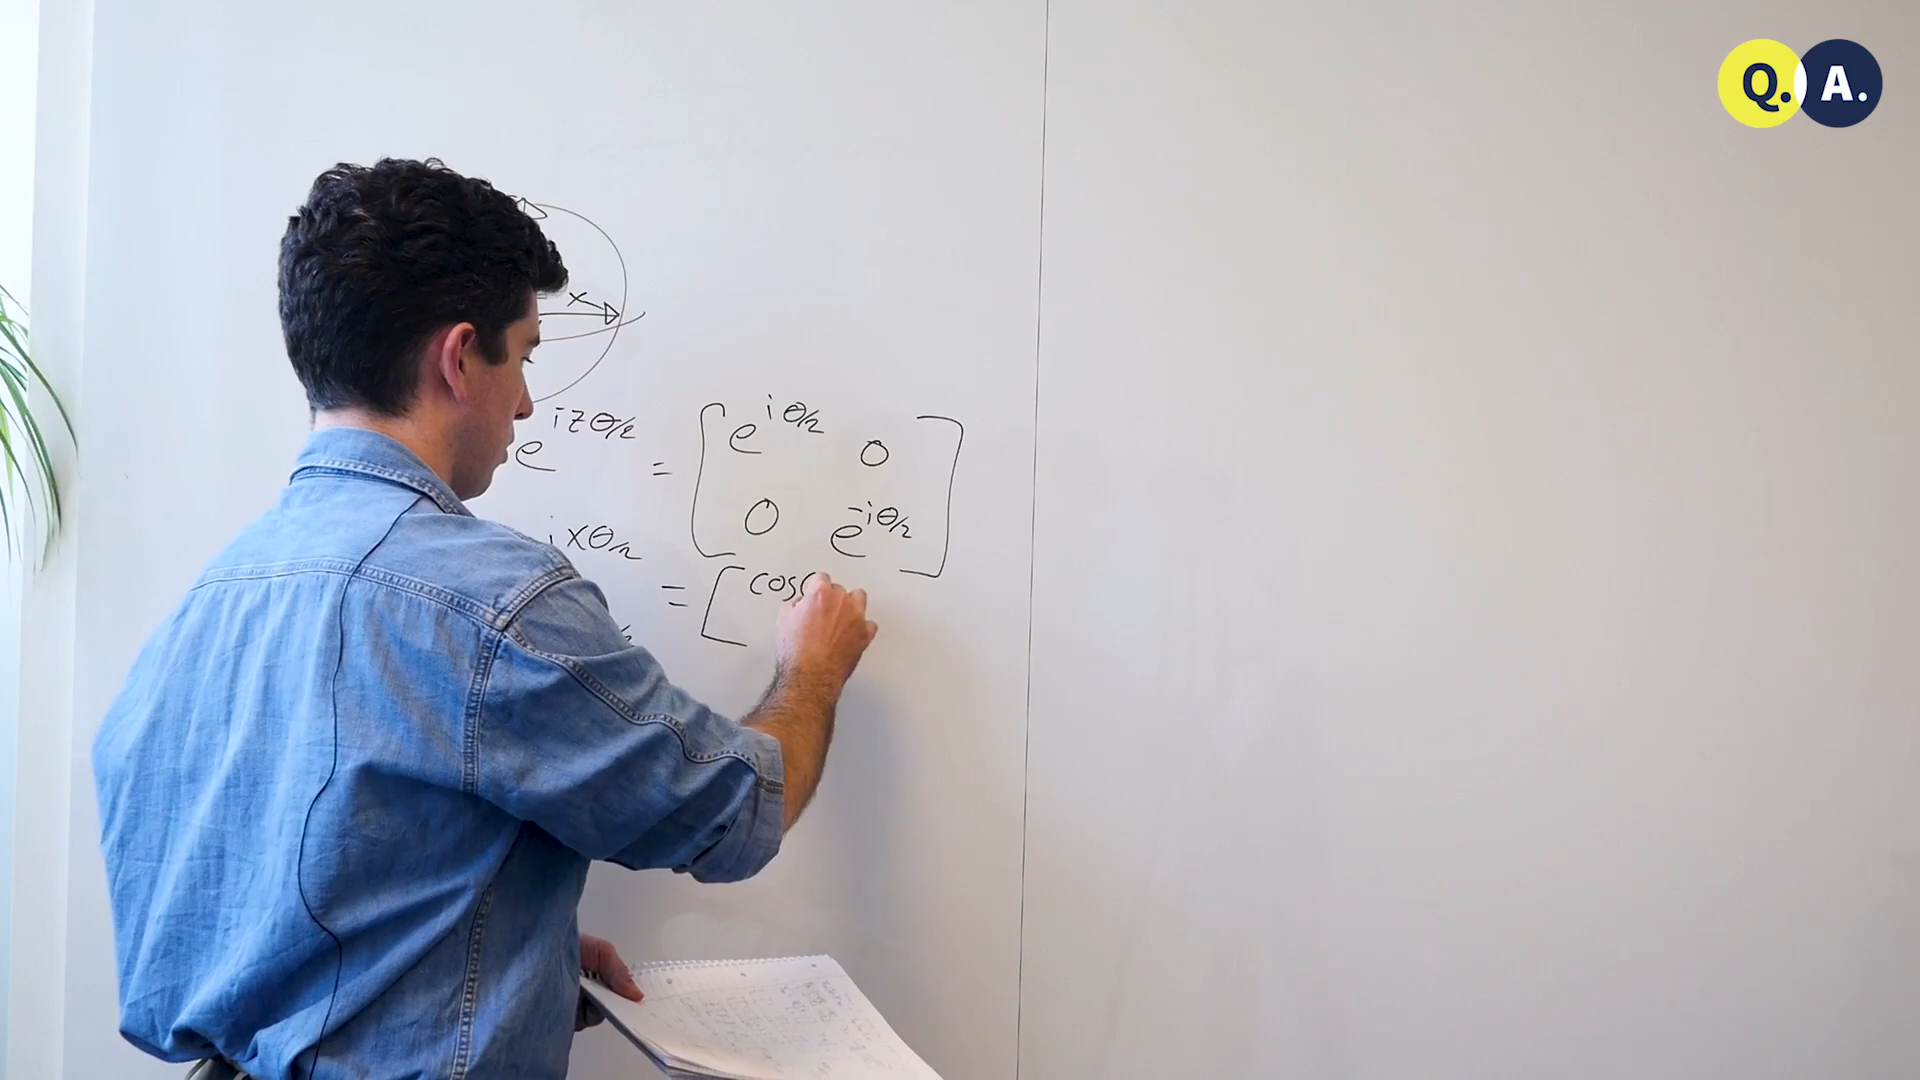 Q. A.
x
e^{izθ/2} = [ e^{iθ/2} 0
0 e^{-iθ/2} ]
ixθ/2
= [ cos(